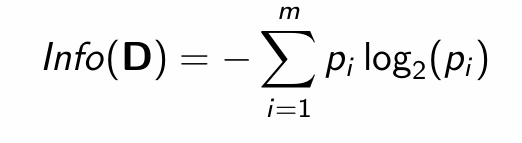 Info(D) = − ∑_{i=1}^{m} p_i log_2(p_i)